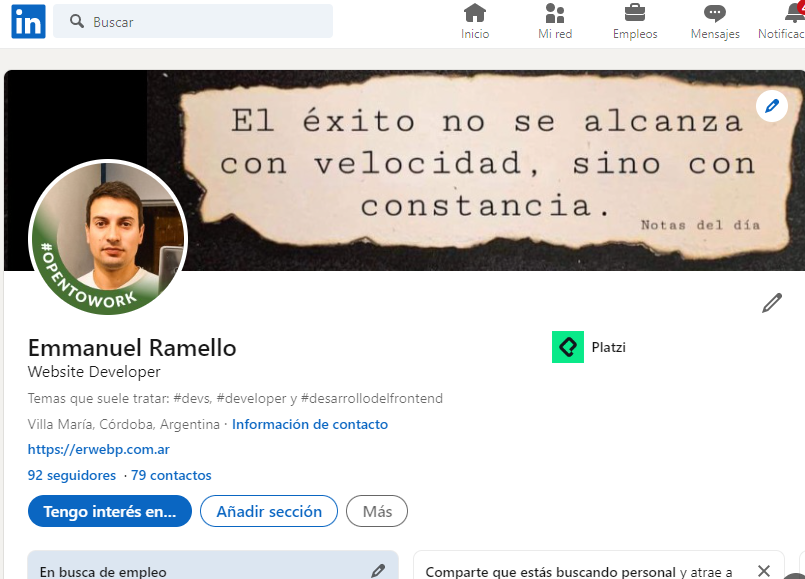 in
Buscar
Inicio
Mi red
Empleos
Mensajes
El éxito no se alcanza
con velocidad, sino con
constancia.
Notas del día
#OPENTOWORK
Emmanuel Ramello
Platzi
Website Developer
Temas que suele tratar: #devs, #developer y #desarrollodelfrontend
Villa María, Córdoba, Argentina · Información de contacto
https://erwebp.com.ar
92 seguidores · 79 contactos
Tengo interés en...
Añadir sección
Más
En busca de empleo
Comparte que estás buscando personal y atrae a